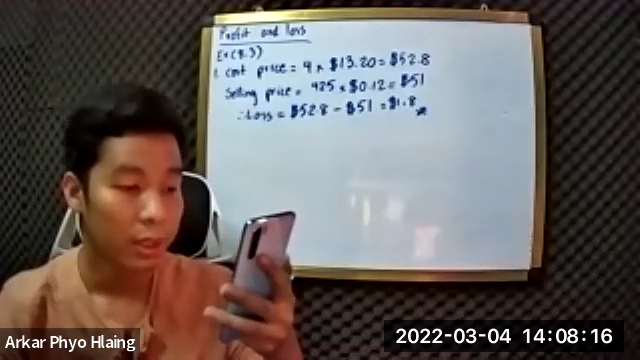 Profit and loss
Ex(8.3)
1. cost price = 4 × $13.20 = $52.8
Selling price = 425 × $0.12 = $51
∴ Loss = $52.8 - $51 = $1.8
Arkar Phyo Hlaing
2022-03-04 14:08:16